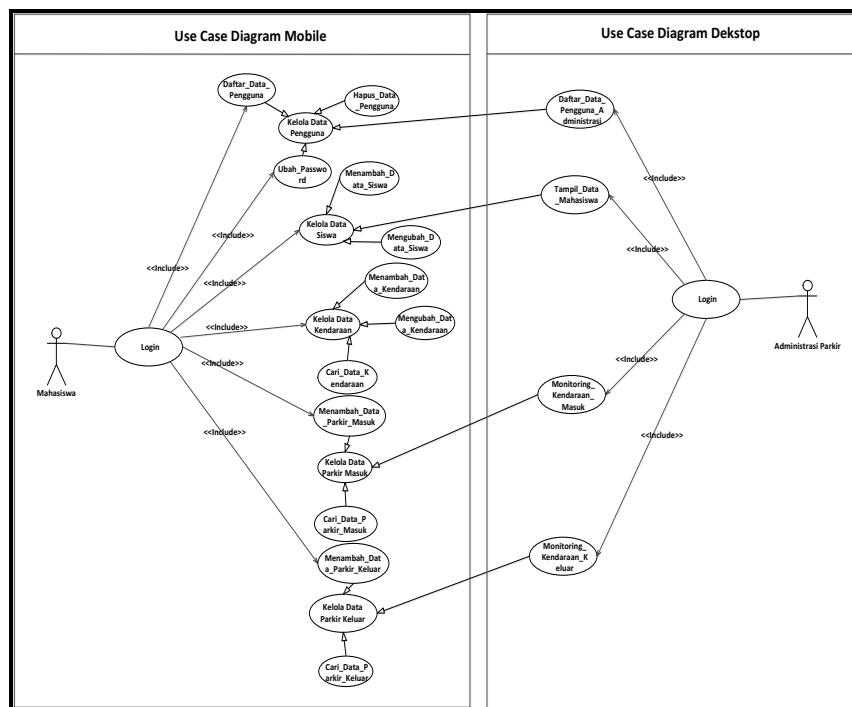 Use Case Diagram Mobile
Use Case Diagram Dekstop
Daftar_Data_
Pengguna
Hapus_Data
_Pengguna
Kelola Data
Pengguna
Daftar_Data_
Pengguna_A
dministrasi
Ubah_Passwo
rd
Menambah_D
ata_Siswa
<<Include>>
Tampil_Data
_Mahasiswa
<<Include>>
Kelola Data
Siswa
Mengubah_D
ata_Siswa
<<Include>>
<<Include>>
<<Include>>
Menambah_Dat
a_Kendaraan
Kelola Data
Kendaraan
Mengubah_Dat
a_Kendaraan
<<Include>>
Login
Login
Mahasiswa
Administrasi Parkir
<<Include>>
Cari_Data_K
endaraan
<<Include>>
Menambah_Data
_Parkir_Masuk
Monitoring_
Kendaraan_
Masuk
<<Include>>
<<Include>>
Kelola Data
Parkir Masuk
Cari_Data_P
arkir_Masuk
Menambah_Dat
a_Parkir_Keluar
Monitoring_
Kendaraan_K
eluar
Kelola Data
Parkir Keluar
Cari_Data_P
arkir_Keluar